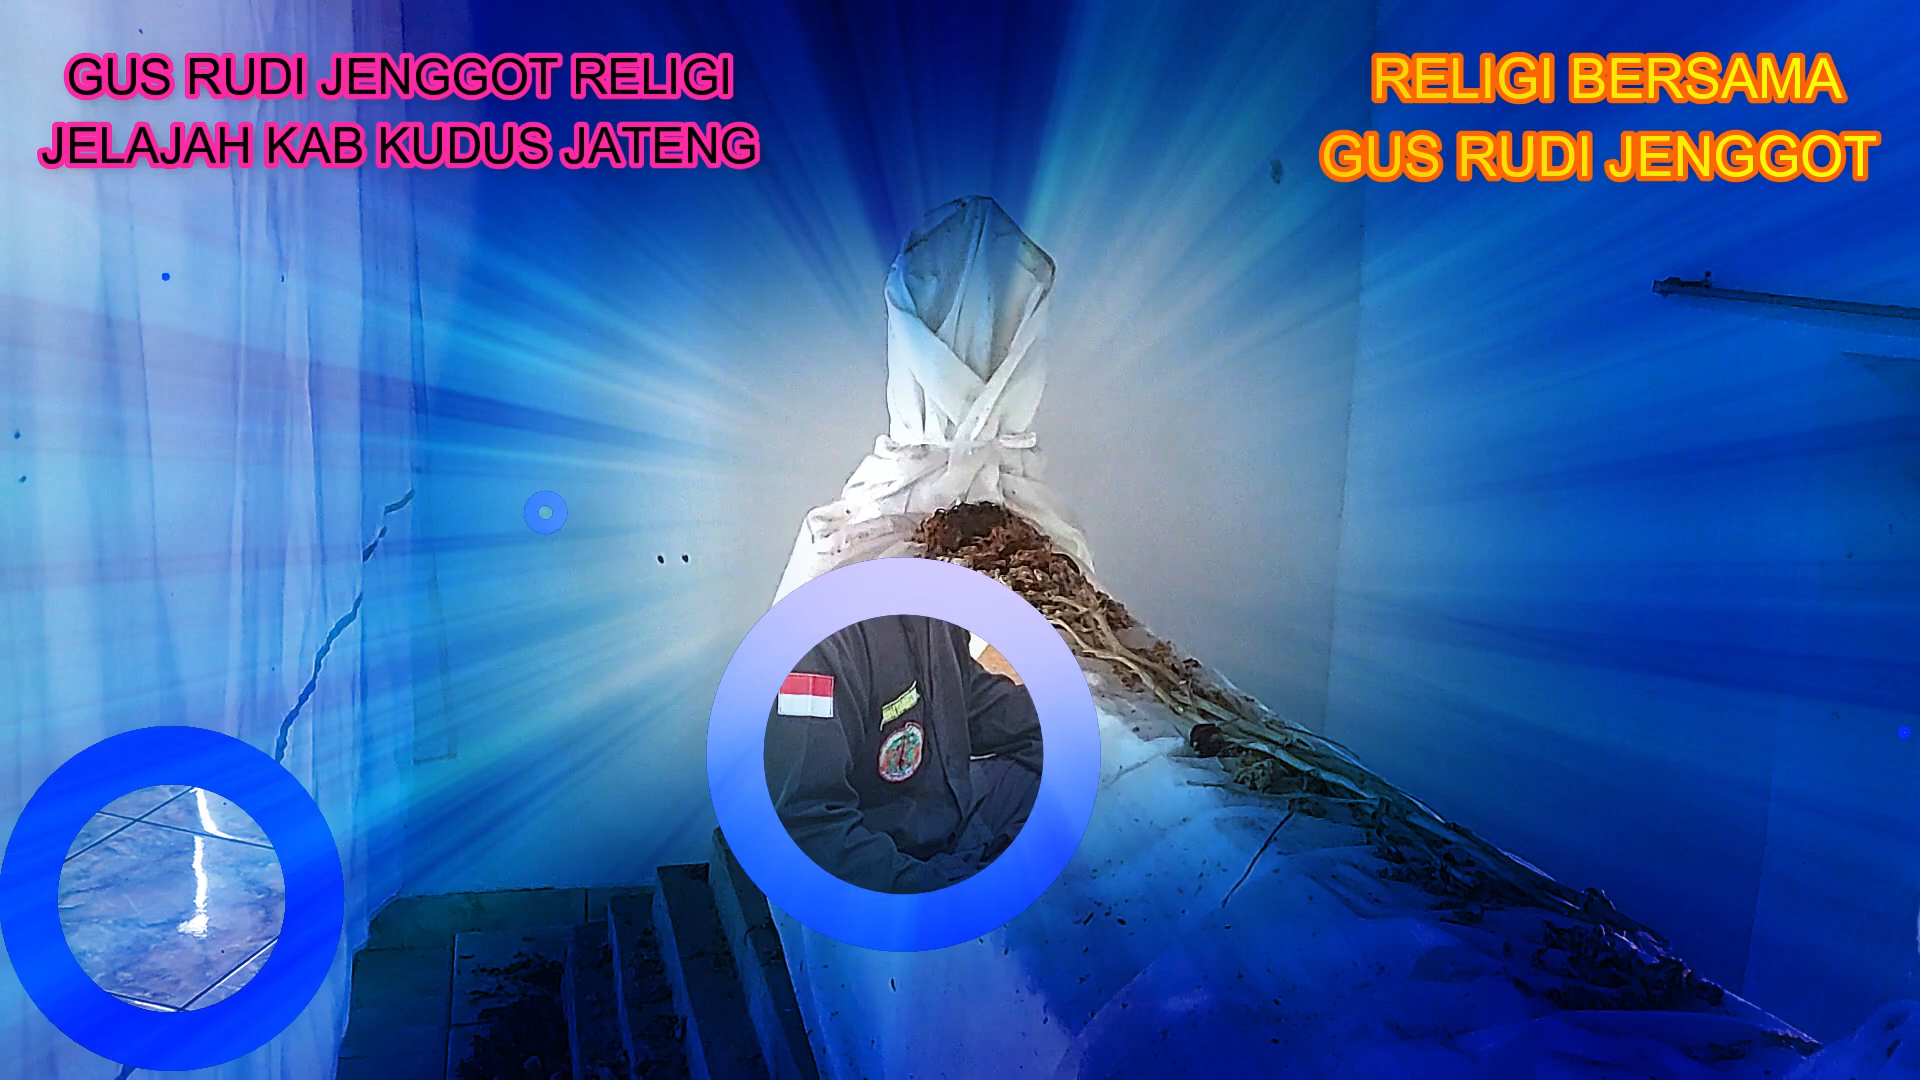 GUS RUDI JENGGOT RELIGI
JELAJAH KAB KUDUS JATENG
RELIGI BERSAMA
GUS RUDI JENGGOT